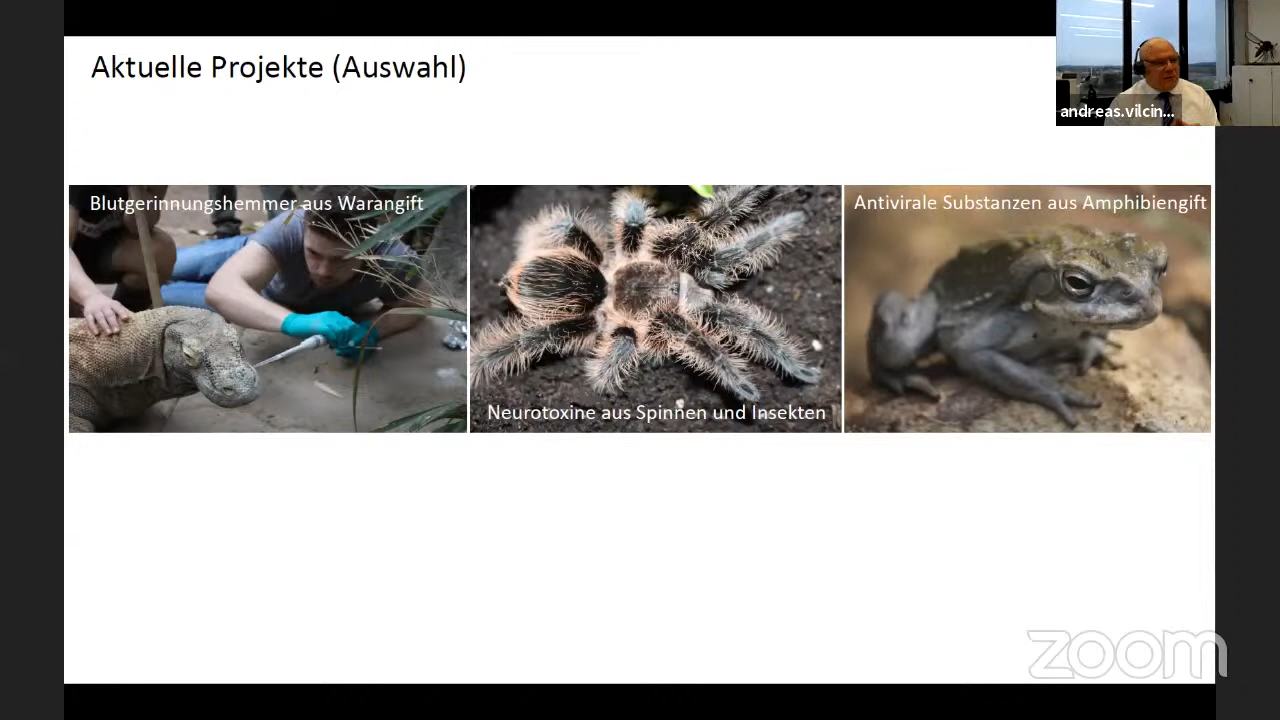 Aktuelle Projekte (Auswahl)
andreas.vilcin...
Blutgerinnungshemmer aus Warangift
Neurotoxine aus Spinnen und Insekten
Antivirale Substanzen aus Amphibiengift
zoom